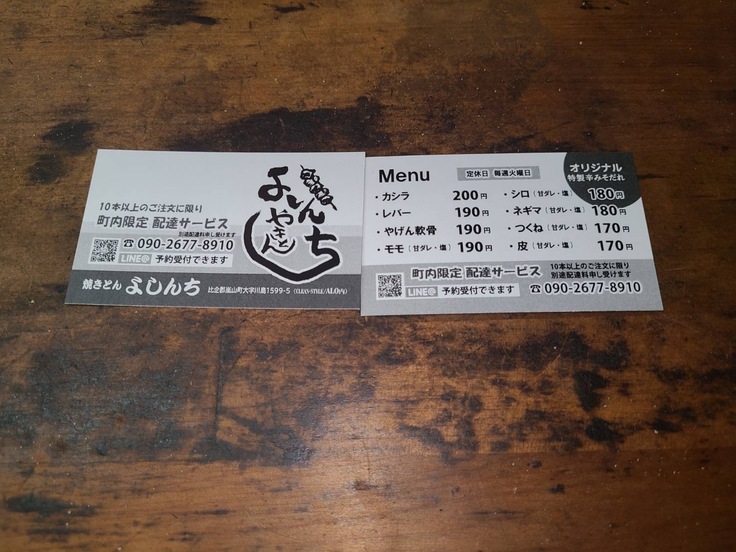 よしんち
やきとん
10本以上のご注文に限り
町内限定 配達サービス
別途配達料申し受けます
☎090-2677-8910
LINE@ 予約受付できます
焼きとん よしんち 比企郡嵐山町大字川島1599-5 (CLEAN-STYLE/ALOぬ)
Menu 定休日 毎週火曜日
オリジナル
特製辛みそだれ
・カシラ 200円
・レバー 190円
・やげん軟骨 190円
・モモ（甘ダレ・塩） 190円
・シロ（甘ダレ・塩） 180円
・ネギマ（甘ダレ・塩） 180円
・つくね（甘ダレ・塩） 170円
・皮（甘ダレ・塩） 170円
町内限定 配達サービス 10本以上のご注文に限り
別途配達料申し受けます
LINE@ 予約受付できます ☎090-2677-8910